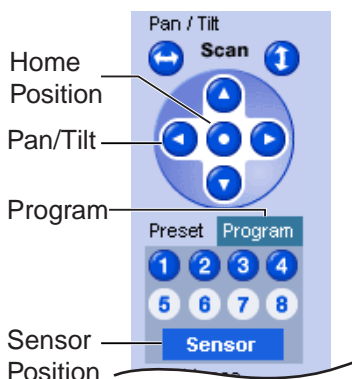 Pan / Tilt
Scan
Home
Position
Pan/Tilt
Program
Preset Program
1 2 3 4
5 6 7 8
Sensor
Position
Sensor